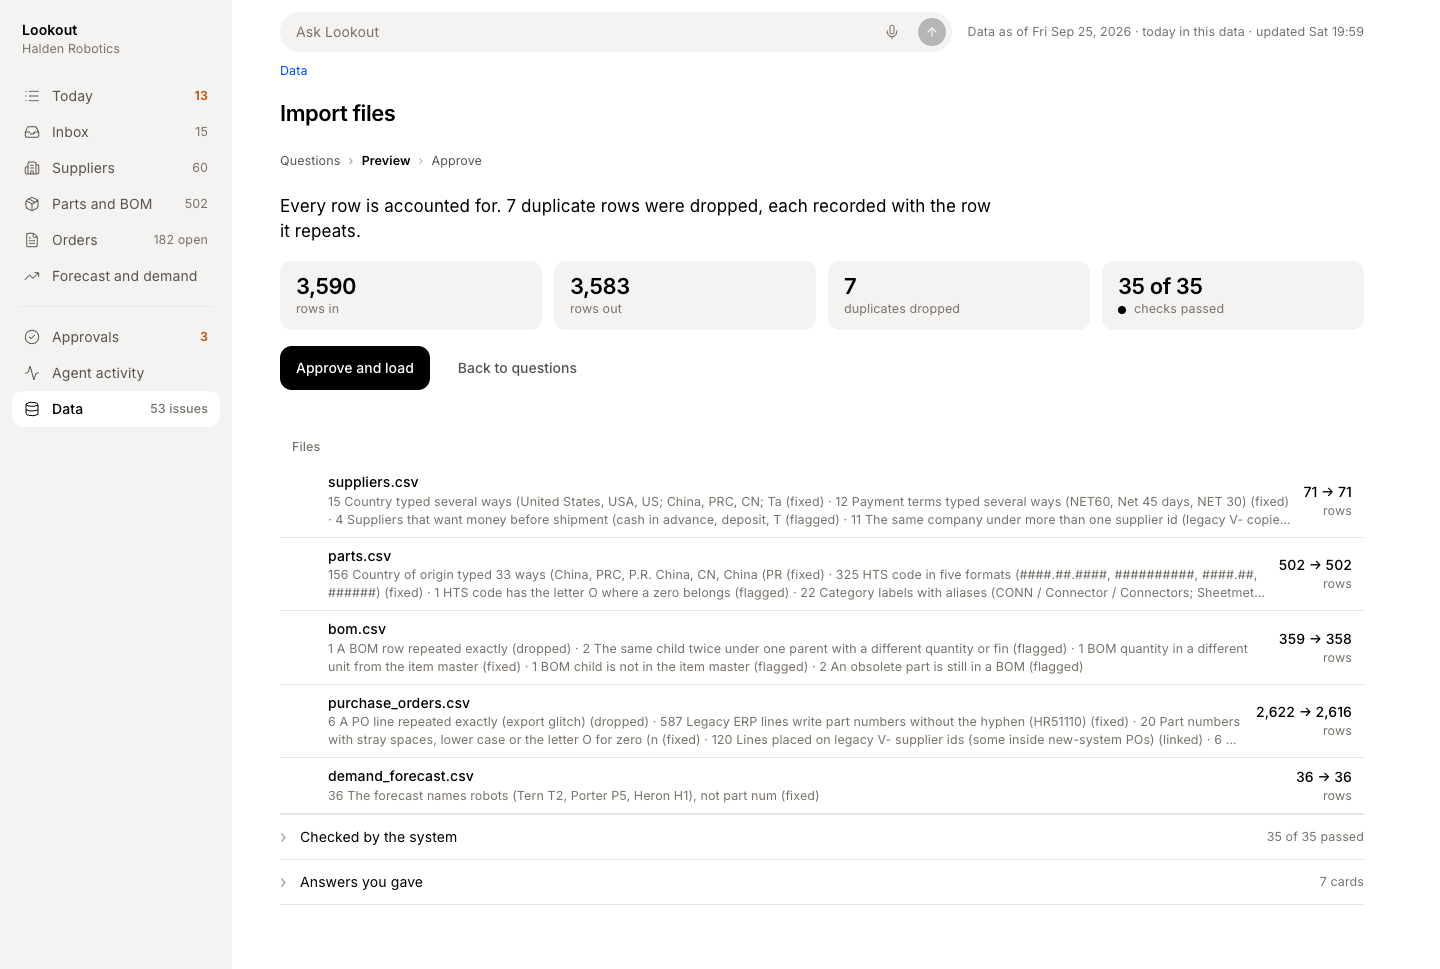 Lookout
Halden Robotics
Today 13
Inbox 15
Suppliers 60
Parts and BOM 502
Orders 182 open
Forecast and demand
Approvals 3
Agent activity
Data 53 issues
Ask Lookout
Data as of Fri Sep 25, 2026 · today in this data · updated Sat 19:59
Data
Import files
Questions › Preview › Approve
Every row is accounted for. 7 duplicate rows were dropped, each recorded with the row
it repeats.
3,590
rows in
3,583
rows out
7
duplicates dropped
35 of 35
checks passed
Approve and load
Back to questions
Files
suppliers.csv
15 Country typed several ways (United States, USA, US; China, PRC, CN; Ta (fixed) · 12 Payment terms typed several ways (NET60, Net 45 days, NET 30) (fixed)
· 4 Suppliers that want money before shipment (cash in advance, deposit, T (flagged) · 11 The same company under more than one supplier id (legacy V- copie...
71 → 71
rows
parts.csv
156 Country of origin typed 33 ways (China, PRC, P.R. China, CN, China (PR (fixed) · 325 HTS code in five formats (####.##.####, ##########, ####.##,
######) (fixed) · 1 HTS code has the letter O where a zero belongs (flagged) · 22 Category labels with aliases (CONN / Connector / Connectors; Sheetmet...
502 → 502
rows
bom.csv
1 A BOM row repeated exactly (dropped) · 2 The same child twice under one parent with a different quantity or fin (flagged) · 1 BOM quantity in a different
unit from the item master (fixed) · 1 BOM child is not in the item master (flagged) · 2 An obsolete part is still in a BOM (flagged)
359 → 358
rows
purchase_orders.csv
6 A PO line repeated exactly (export glitch) (dropped) · 587 Legacy ERP lines write part numbers without the hyphen (HR51110) (fixed) · 20 Part numbers
with stray spaces, lower case or the letter O for zero (n (fixed) · 120 Lines placed on legacy V- supplier ids (some inside new-system POs) (linked) · 6 ...
2,622 → 2,616
rows
demand_forecast.csv
36 The forecast names robots (Tern T2, Porter P5, Heron H1), not part num (fixed)
36 → 36
rows
Checked by the system 35 of 35 passed
Answers you gave 7 cards